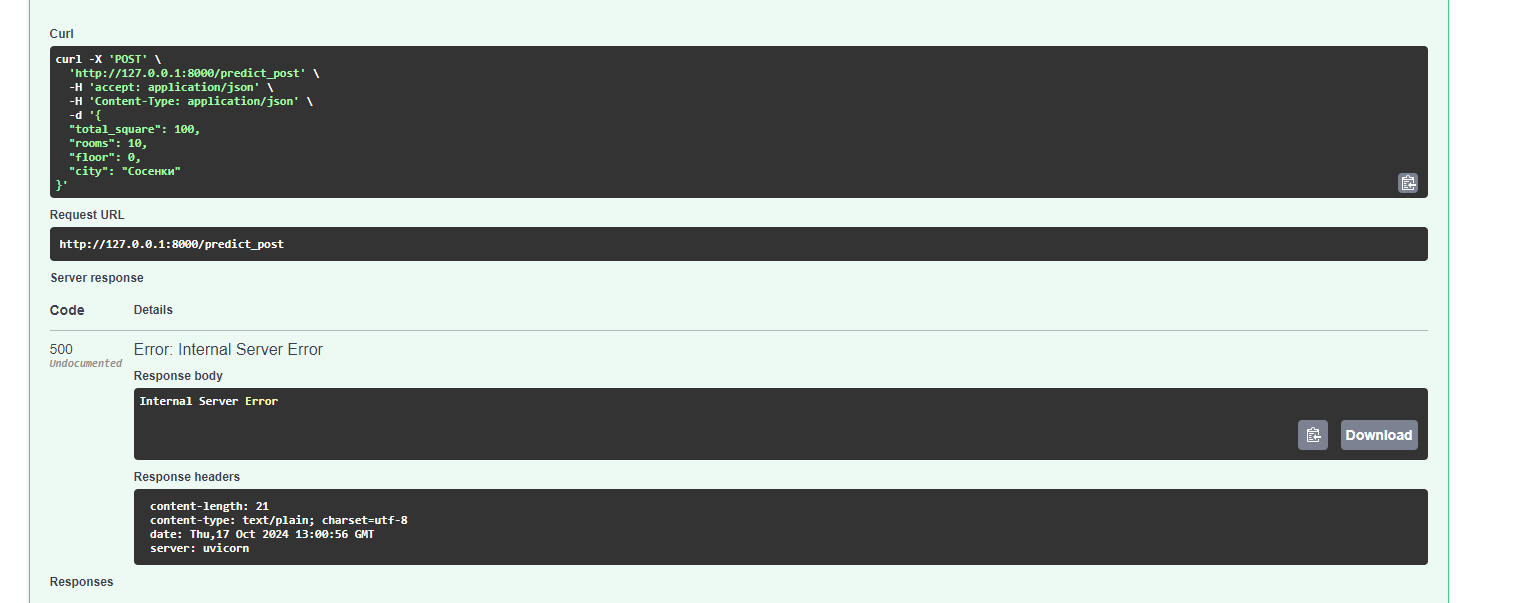 Curl
curl -X 'POST' \
'http://127.0.0.1:8000/predict_post' \
-H 'accept: application/json' \
-H 'Content-Type: application/json' \
-d '{
"total_square": 100,
"rooms": 10,
"floor": 0,
"city": "Сосенки"
}'
Request URL
http://127.0.0.1:8000/predict_post
Server response
Code Details
500 Error: Internal Server Error
Undocumented
Response body
Internal Server Error
Download
Response headers
content-length: 21
content-type: text/plain; charset=utf-8
date: Thu,17 Oct 2024 13:00:56 GMT
server: uvicorn
Responses